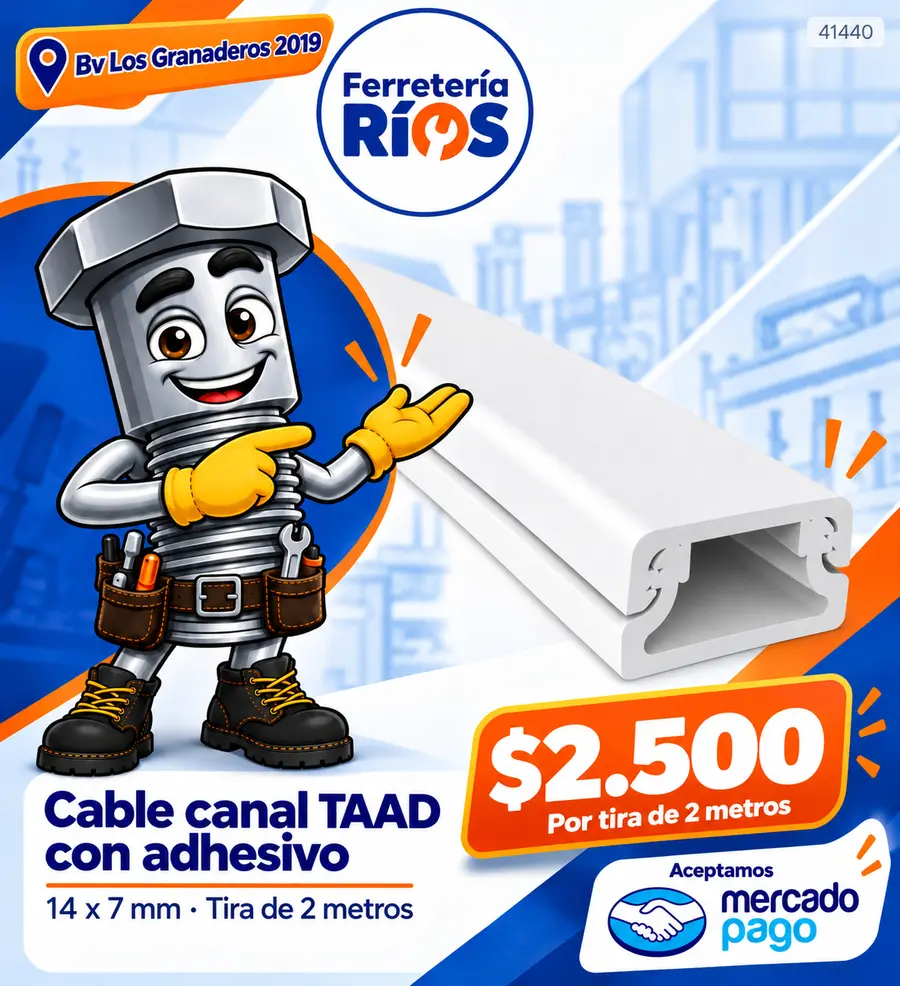 Bv Los Granaderos 2019
Ferretería
RÍOS
41440
$2.500
Por tira de 2 metros
Cable canal TAAD
con adhesivo
14 x 7 mm · Tira de 2 metros
Aceptamos
mercado
pago